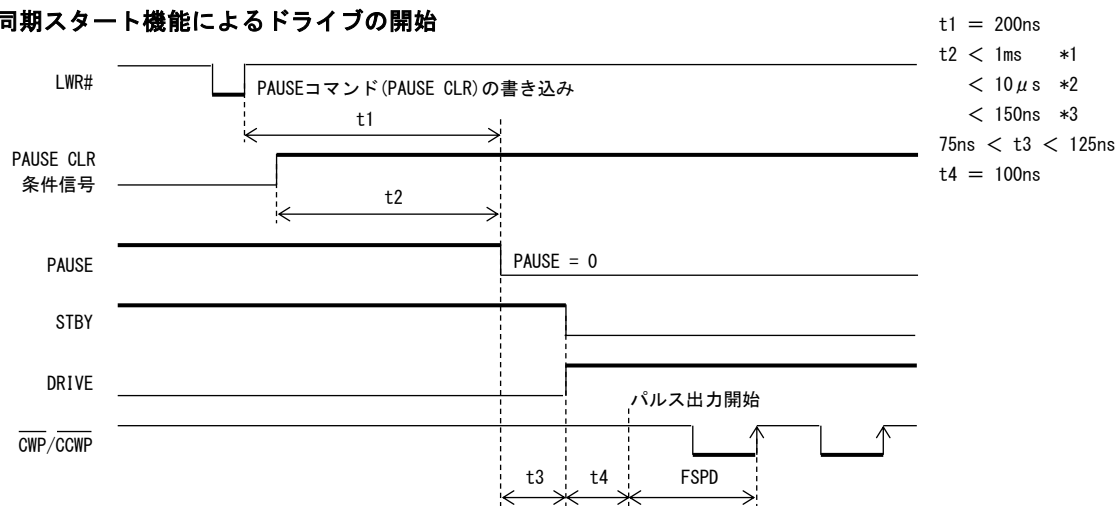 同期スタート機能によるドライブの開始
t1 = 200ns
t2 < 1ms *1
< 10μs *2
< 150ns *3
75ns < t3 < 125ns
t4 = 100ns
LWR#
PAUSEコマンド(PAUSE CLR)の書き込み
t1
PAUSE CLR
条件信号
t2
PAUSE
PAUSE = 0
STBY
DRIVE
パルス出力開始
CWP/CCWP
t3
t4
FSPD